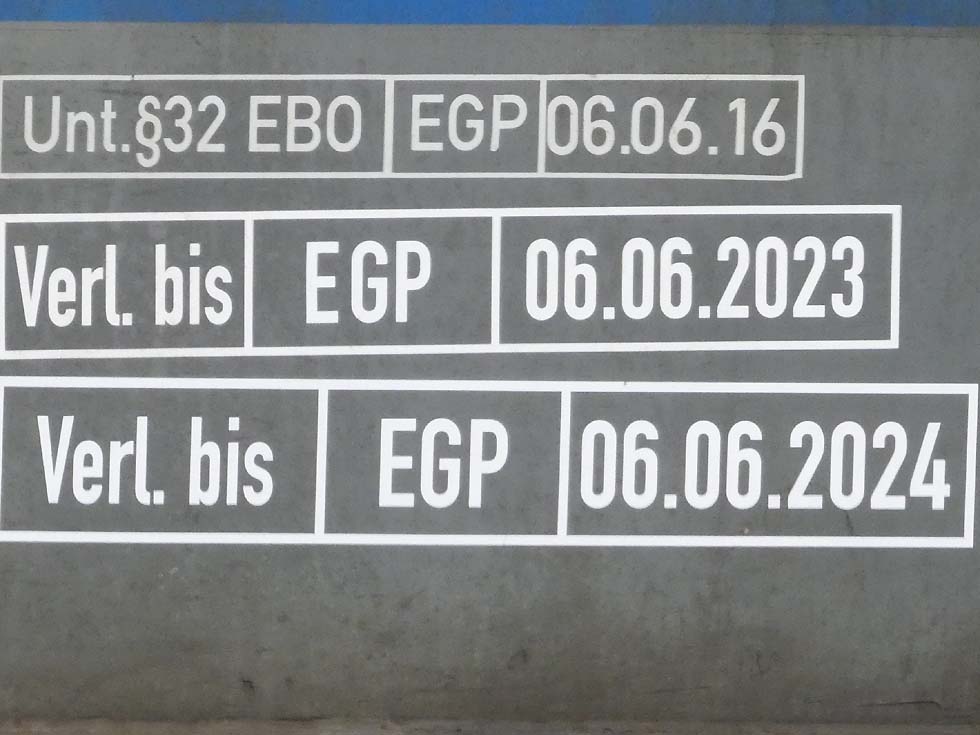 Unt.§32 EBO EGP 06.06.16
Verl. bis EGP 06.06.2023
Verl. bis EGP 06.06.2024